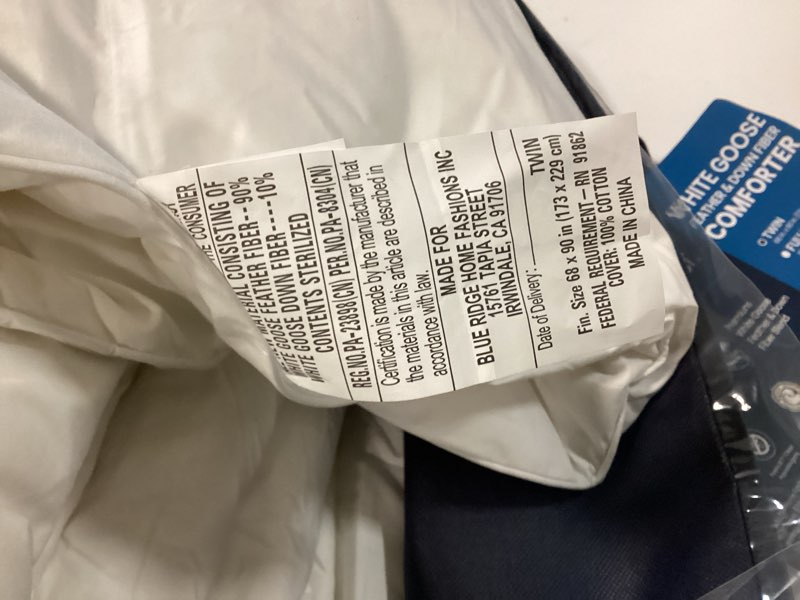 THE CONSUMER
MATERIAL CONSISTING OF
WHITE GOOSE FEATHER FIBER--90%
WHITE GOOSE DOWN FIBER----10%
CONTENTS STERILIZED
REG.NO.PA-23898(CN) PER.NO.PA-8304(CN)
Certification is made by the manufacturer that
the materials in this article are described in
accordance with law.
MADE FOR
BLUE RIDGE HOME FASHIONS INC
15761 TAPIA STREET
IRWINDALE, CA 91706
Date of Delivery: TWIN
Fin. Size 68 x 90 in (173 x 229 cm)
FEDERAL REQUIREMENT – RN 91862
COVER: 100% COTTON
MADE IN CHINA
WHITE GOOSE
FEATHER & DOWN FIBER
COMFORTER
TWIN